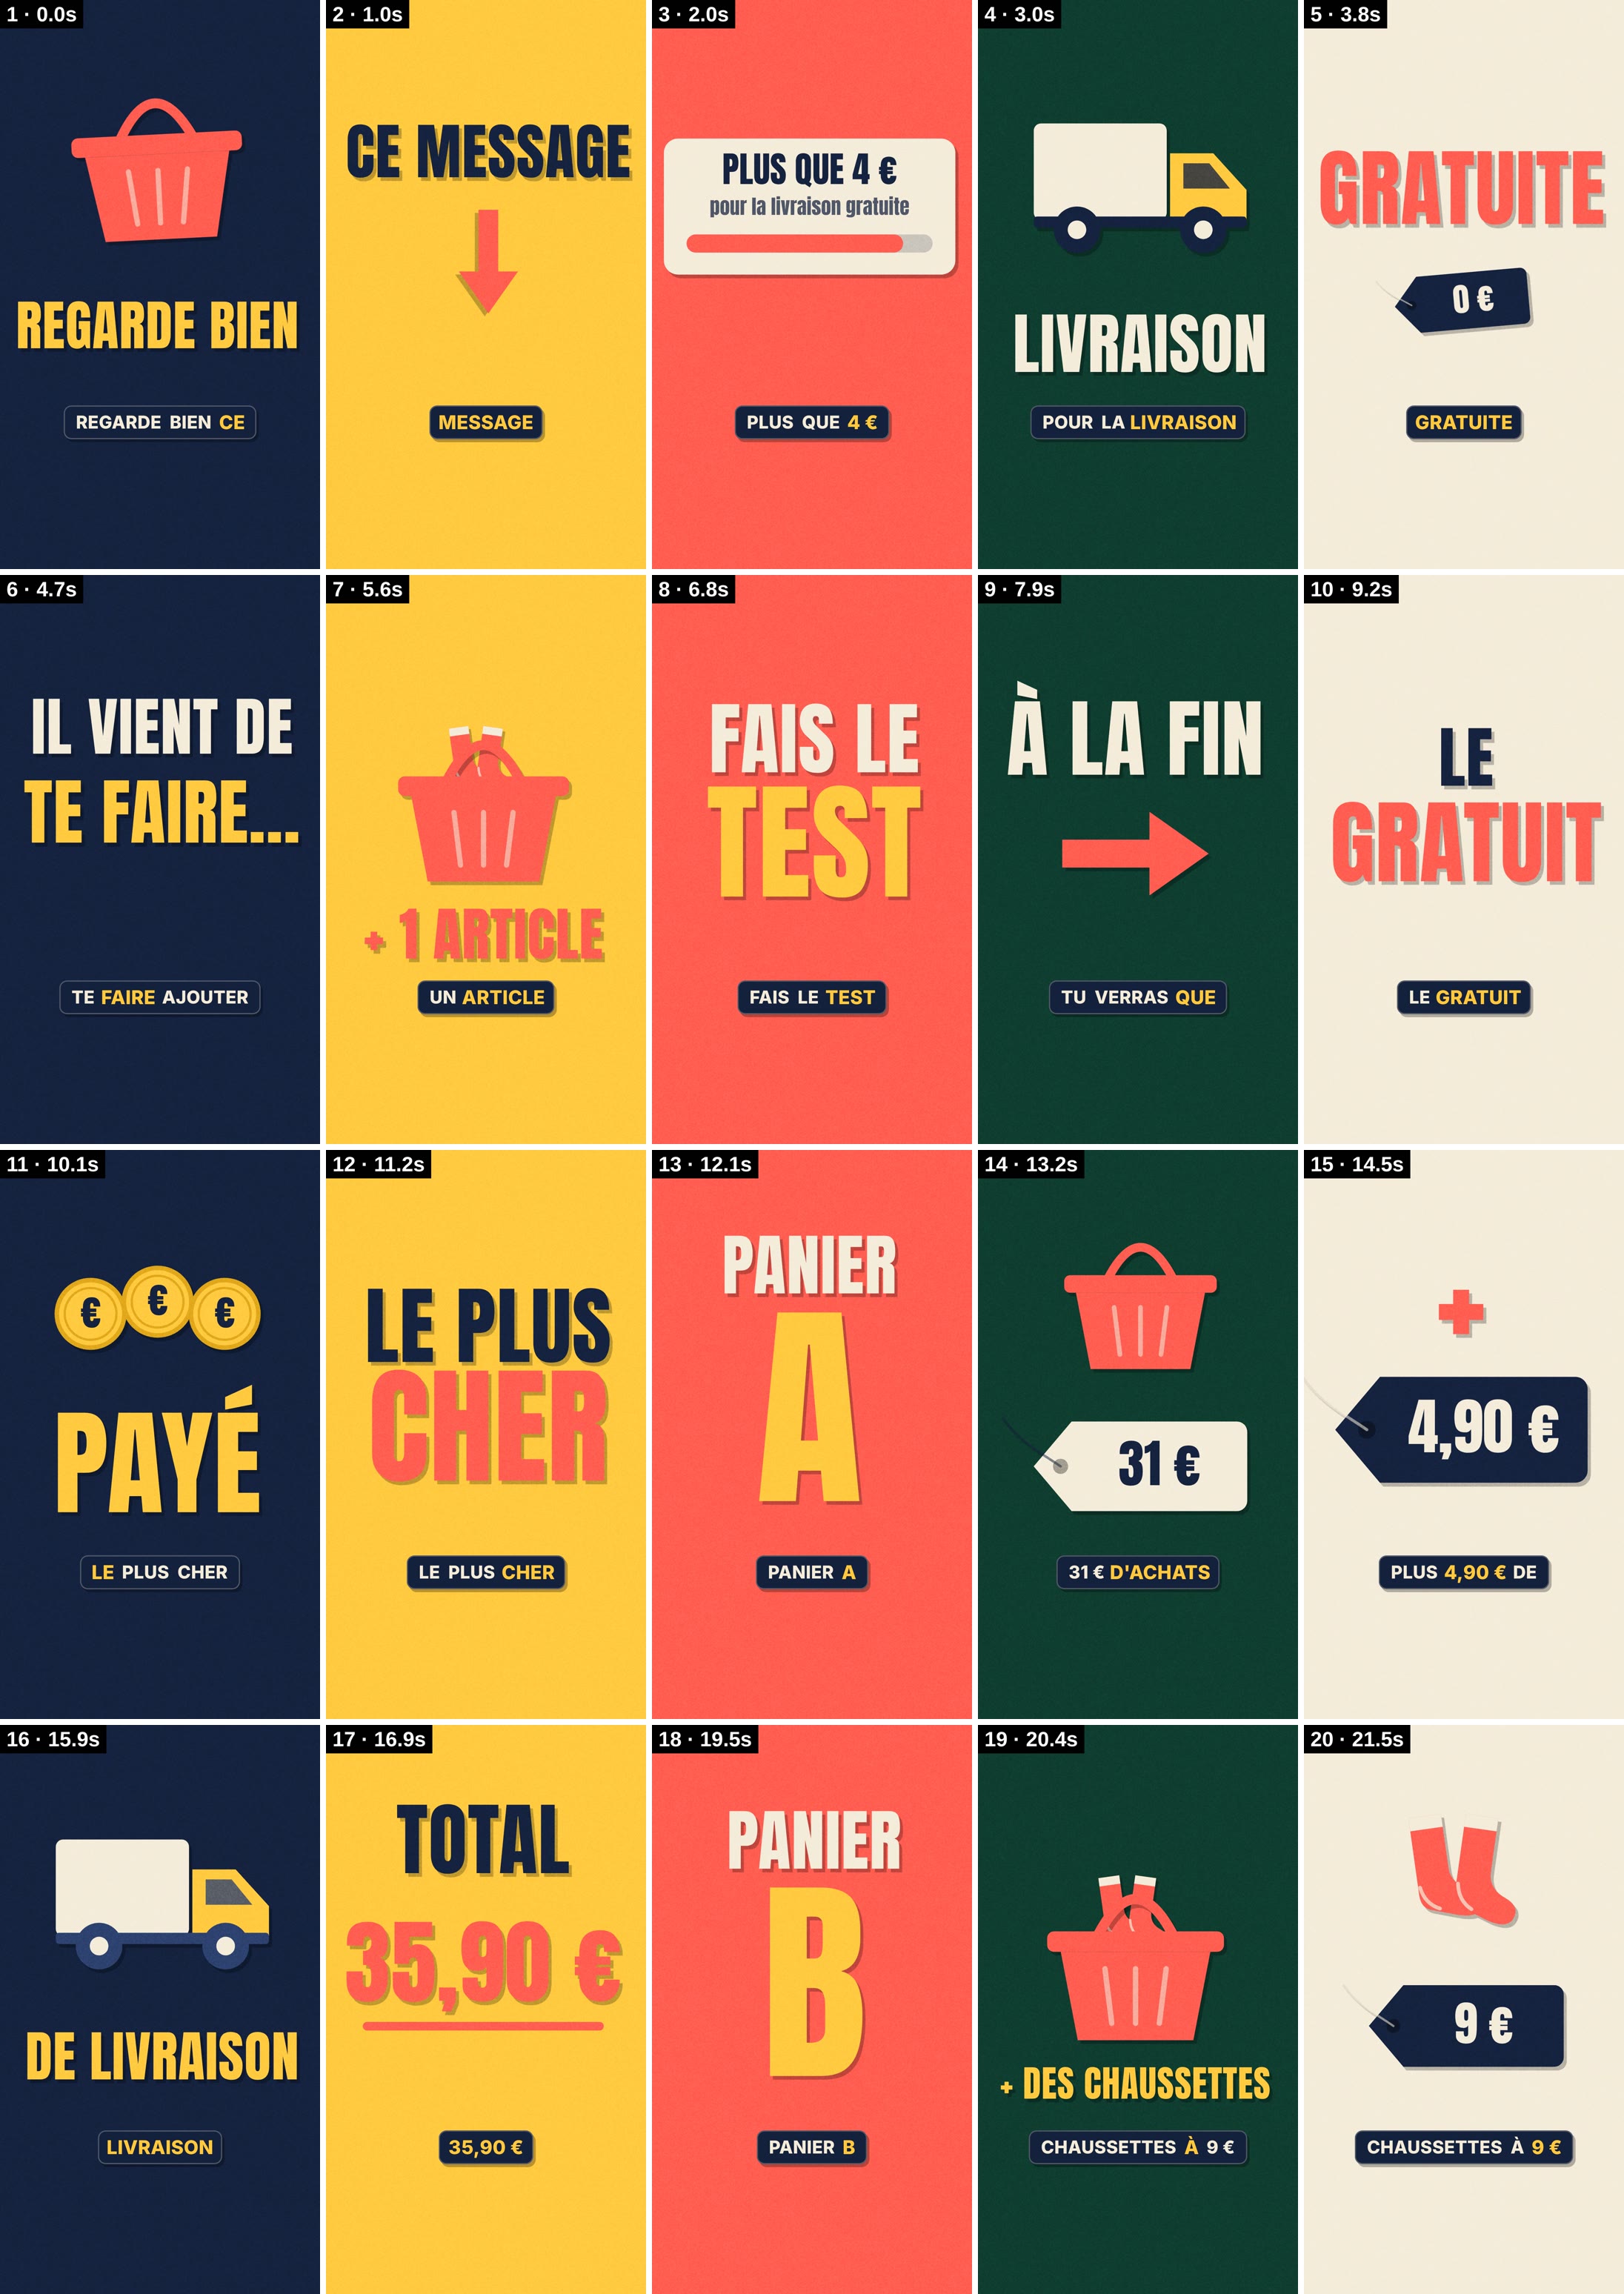 1 · 0.0s
REGARDE BIEN
REGARDE BIEN CE
2 · 1.0s
CE MESSAGE
MESSAGE
3 · 2.0s
PLUS QUE 4 €
pour la livraison gratuite
PLUS QUE 4 €
4 · 3.0s
LIVRAISON
POUR LA LIVRAISON
5 · 3.8s
GRATUITE
0 €
GRATUITE
6 · 4.7s
IL VIENT DE
TE FAIRE...
TE FAIRE AJOUTER
7 · 5.6s
+ 1 ARTICLE
UN ARTICLE
8 · 6.8s
FAIS LE
TEST
FAIS LE TEST
9 · 7.9s
À LA FIN
TU VERRAS QUE
10 · 9.2s
LE
GRATUIT
LE GRATUIT
11 · 10.1s
€ € €
PAYÉ
LE PLUS CHER
12 · 11.2s
LE PLUS
CHER
LE PLUS CHER
13 · 12.1s
PANIER
A
PANIER A
14 · 13.2s
31 €
31 € D'ACHATS
15 · 14.5s
+
4,90 €
PLUS 4,90 € DE
16 · 15.9s
DE LIVRAISON
LIVRAISON
17 · 16.9s
TOTAL
35,90 €
35,90 €
18 · 19.5s
PANIER
B
PANIER B
19 · 20.4s
+ DES CHAUSSETTES
CHAUSSETTES À 9 €
20 · 21.5s
9 €
CHAUSSETTES À 9 €